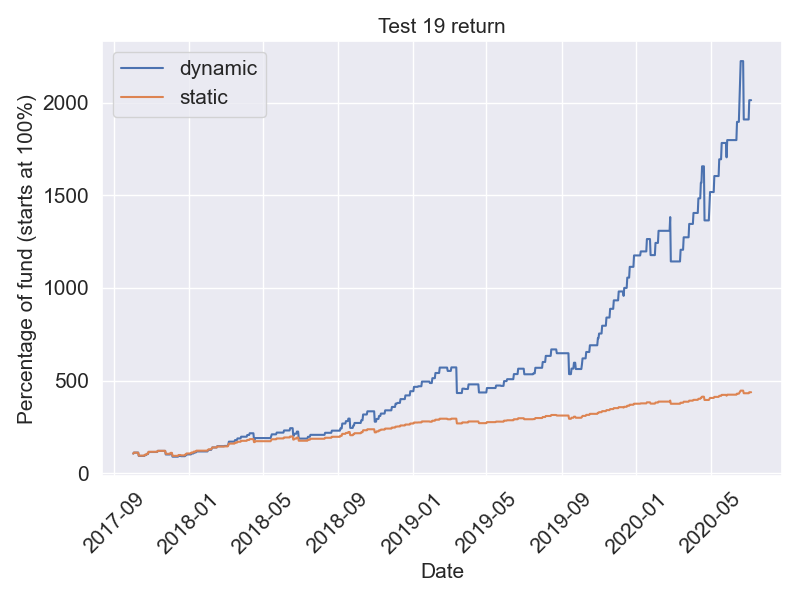 Test 19 return
dynamic
static
Percentage of fund (starts at 100%)
2000
1500
1000
500
0
2017-09
2018-01
2018-05
2018-09
2019-01
2019-05
2019-09
2020-01
2020-05
Date